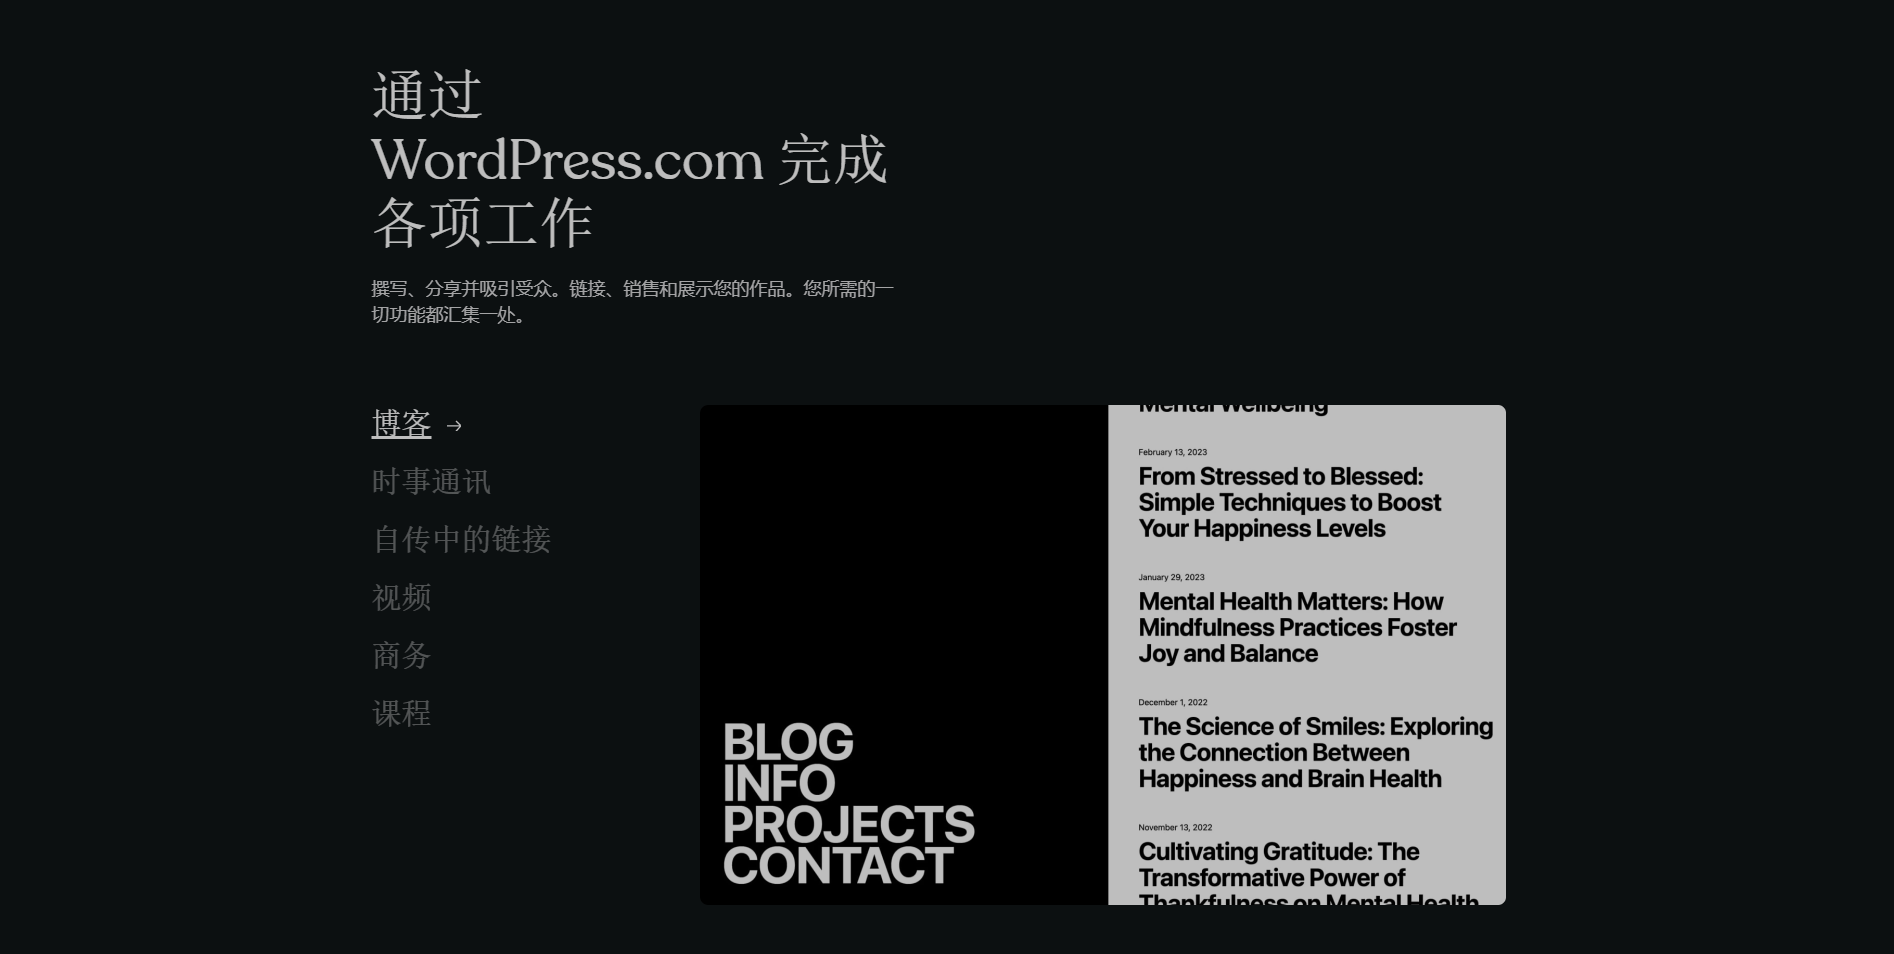 通过
WordPress.com 完成
各项工作
撰写、分享并吸引受众。链接、销售和展示您的作品。您所需的一
切功能都汇集一处。
博客 →
时事通讯
自传中的链接
视频
商务
课程
BLOG
INFO
PROJECTS
CONTACT
Mental Wellbeing
February 13, 2023
From Stressed to Blessed:
Simple Techniques to Boost
Your Happiness Levels
January 29, 2023
Mental Health Matters: How
Mindfulness Practices Foster
Joy and Balance
December 1, 2022
The Science of Smiles: Exploring
the Connection Between
Happiness and Brain Health
November 13, 2022
Cultivating Gratitude: The
Transformative Power of
Thankfulness on Mental Health